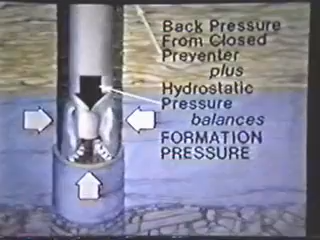 Back Pressure
From Closed
Preventer
plus
Hydrostatic
Pressure
balances
FORMATION
PRESSURE